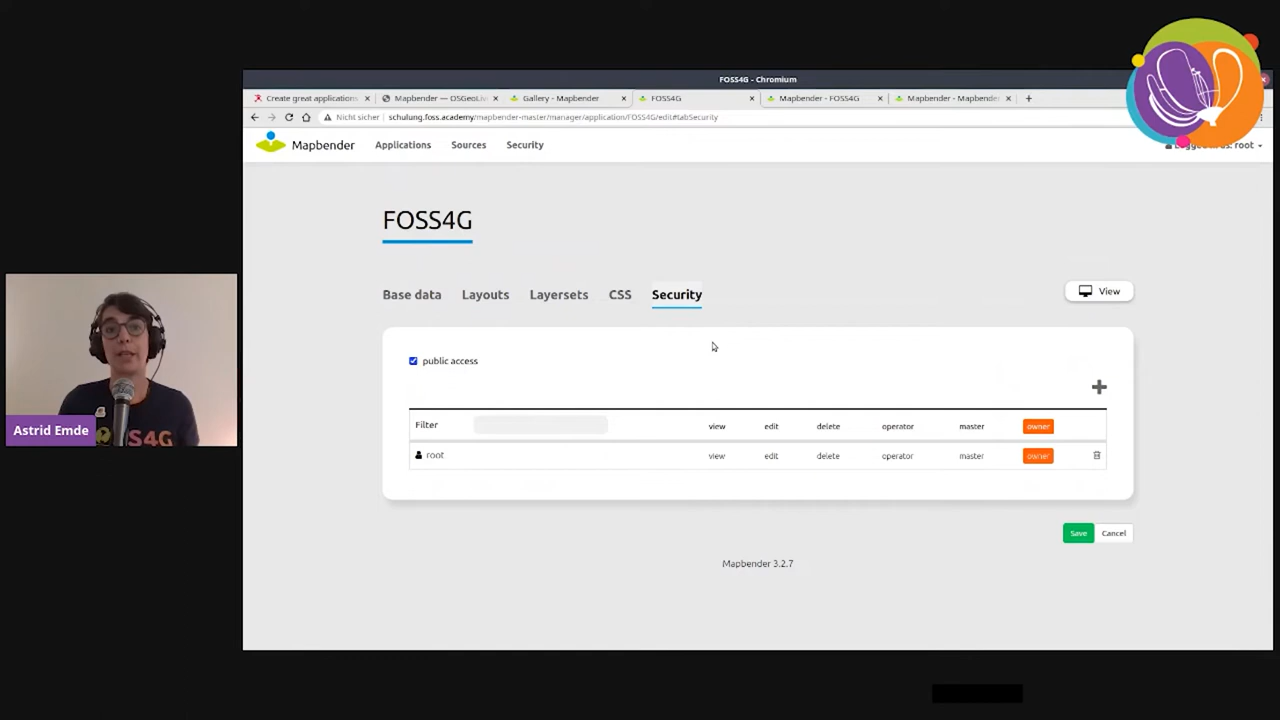 FOSS4G - Chromium
Create great applications
Mapbender — OSGeoLiv
Gallery - Mapbender
FOSS4G
Mapbender - FOSS4G
Mapbender - Mapbende
Nicht sicher
schulung.foss.academy/mapbender-master/manager/application/FOSS4G/edit#tabSecurity
Mapbender
Applications
Sources
Security
root
FOSS4G
Base data
Layouts
Layersets
CSS
Security
View
public access
Filter
view
edit
delete
operator
master
owner
root
view
edit
delete
operator
master
owner
Save
Cancel
Mapbender 3.2.7
Astrid Emde